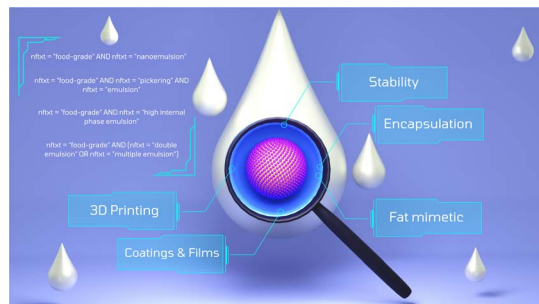 nftxt = "food-grade" AND nftxt = "nanoemulsion"
nftxt = "food-grade" AND nftxt = "pickering" AND
nftxt = "emulsion"
nftxt = "food-grade" AND nftxt = "high internal
phase emulsion"
nftxt = "food-grade" AND [nftxt = "double
emulsion" OR nftxt = "multiple emulsion"]
Stability
Encapsulation
3D Printing
Fat mimetic
Coatings & Films